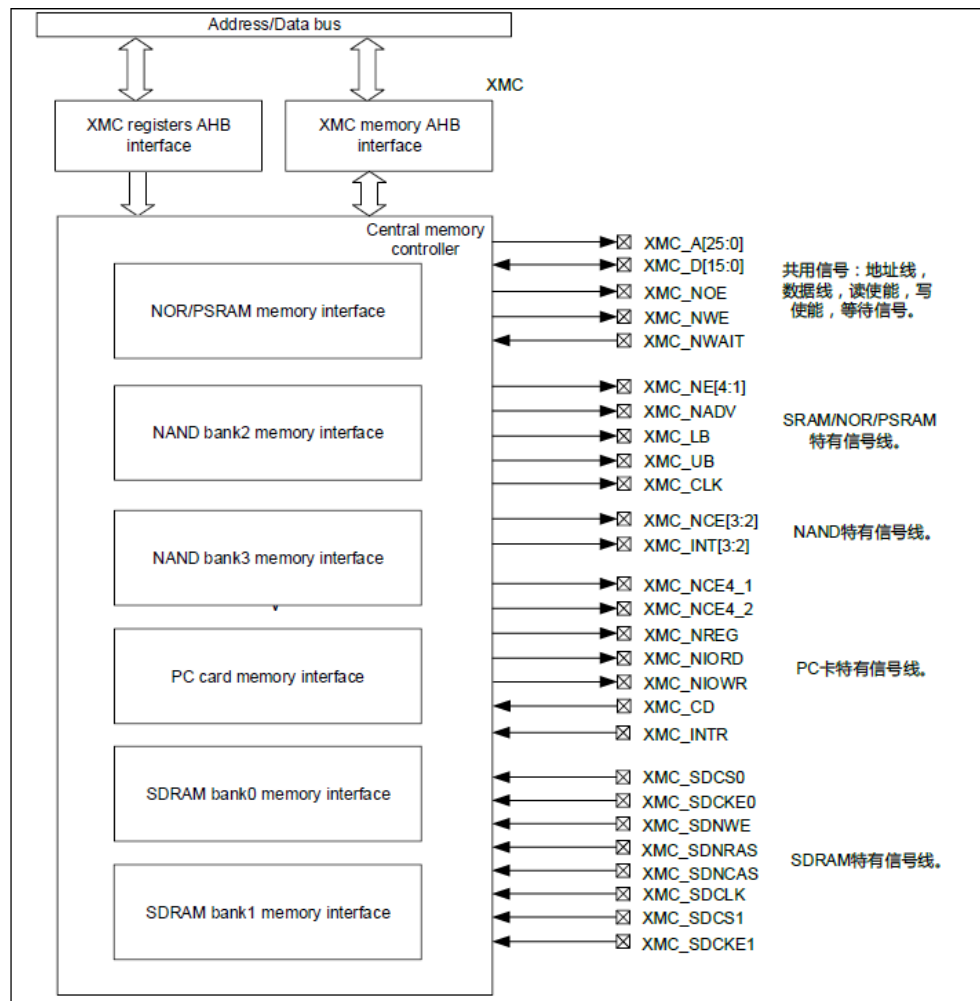 Address/Data bus
XMC
XMC registers AHB
interface
XMC memory AHB
interface
Central memory
controller
NOR/PSRAM memory interface
NAND bank2 memory interface
NAND bank3 memory interface
PC card memory interface
SDRAM bank0 memory interface
SDRAM bank1 memory interface
XMC_A[25:0]
XMC_D[15:0]
XMC_NOE
XMC_NWE
XMC_NWAIT
共用信号：地址线，
数据线，读使能，写
使能，等待信号。
XMC_NE[4:1]
XMC_NADV
XMC_LB
XMC_UB
XMC_CLK
SRAM/NOR/PSRAM
特有信号线。
XMC_NCE[3:2]
XMC_INT[3:2]
NAND特有信号线。
XMC_NCE4_1
XMC_NCE4_2
XMC_NREG
XMC_NIORD
XMC_NIOWR
XMC_CD
XMC_INTR
PC卡特有信号线。
XMC_SDCS0
XMC_SDCKE0
XMC_SDNWE
XMC_SDNRAS
XMC_SDNCAS
XMC_SDCLK
XMC_SDCS1
XMC_SDCKE1
SDRAM特有信号线。